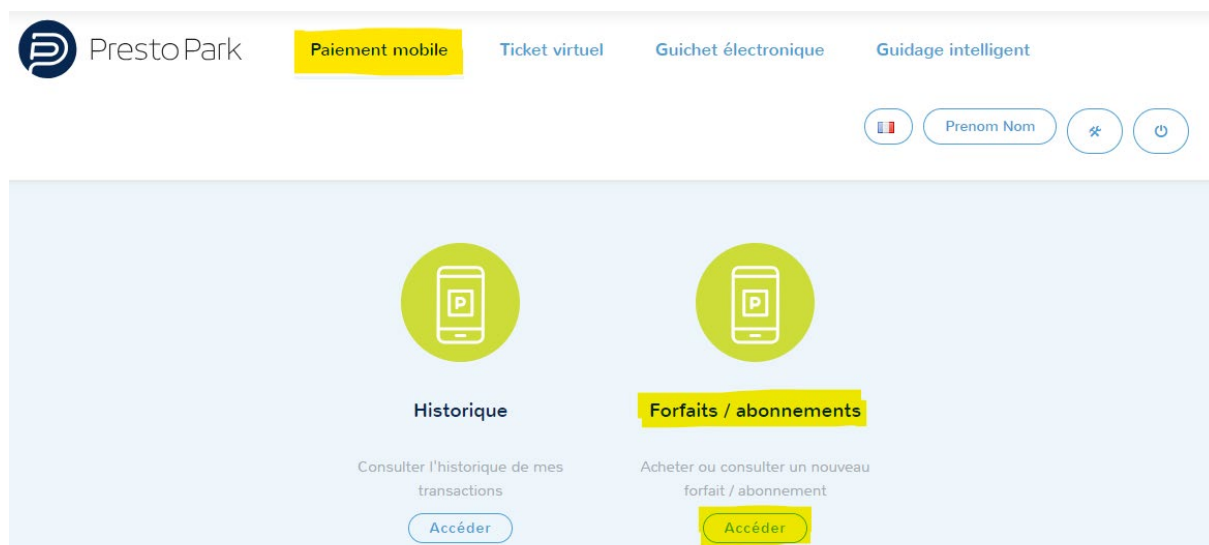 PrestoPark
Paiement mobile
Ticket virtuel
Guichet électronique
Guidage intelligent
Prenom Nom
P
P
Historique
Forfaits / abonnements
Consulter l'historique de mes
transactions
Acheter ou consulter un nouveau
forfait / abonnement
Accéder
Accéder